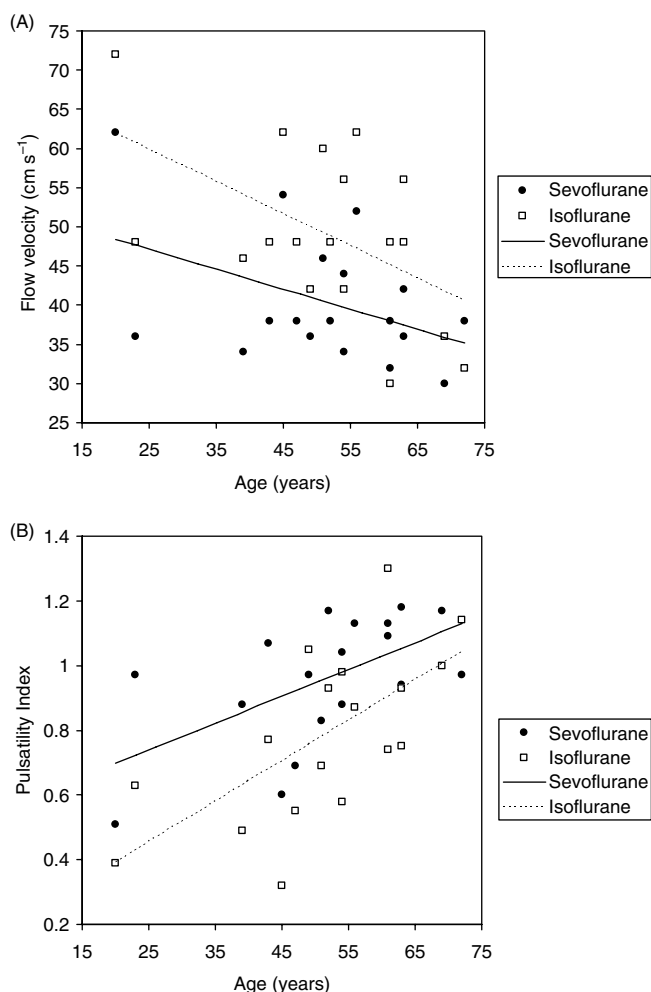 (A)
75
70
65
60
55
50
45
40
35
30
25
Flow velocity (cm s⁻¹)
15 25 35 45 55 65 75
Age (years)
Sevoflurane
Isoflurane
Sevoflurane
Isoflurane
(B)
1.4
1.2
1
0.8
0.6
0.4
0.2
Pulsatility Index
15 25 35 45 55 65 75
Age (years)
Sevoflurane
Isoflurane
Sevoflurane
Isoflurane